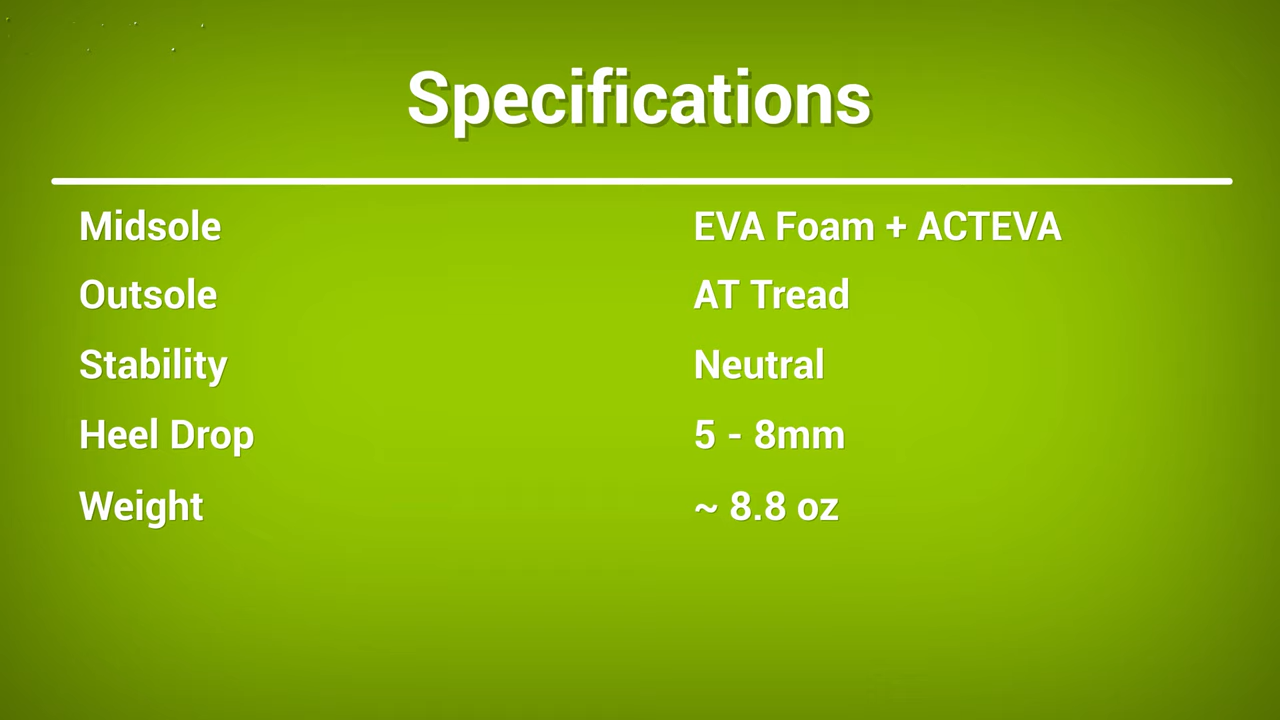 Specifications
Midsole EVA Foam + ACTEVA
Outsole AT Tread
Stability Neutral
Heel Drop 5 - 8mm
Weight ~ 8.8 oz